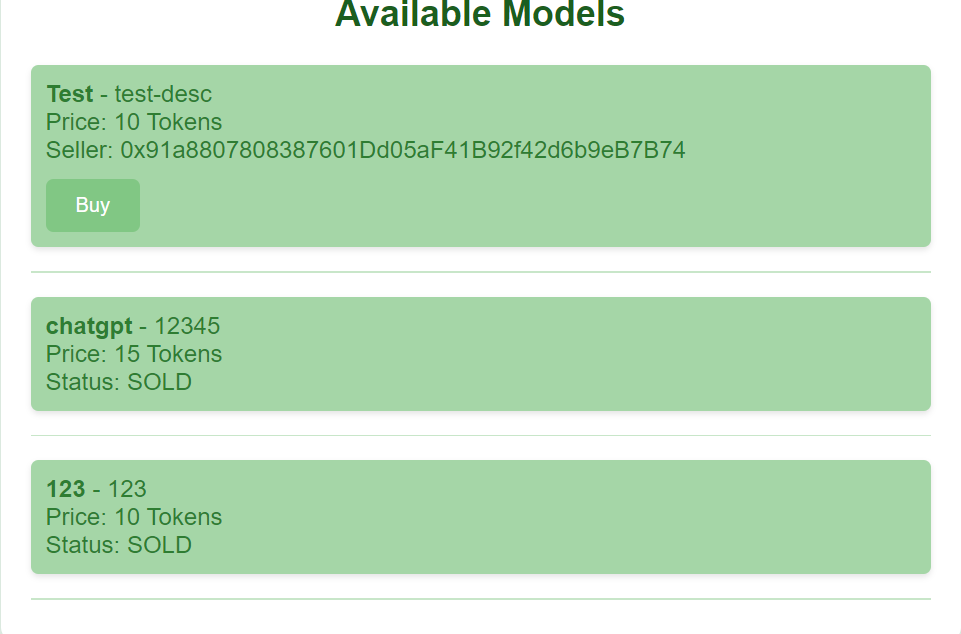 Available Models
Test - test-desc
Price: 10 Tokens
Seller: 0x91a8807808387601Dd05aF41B92f42d6b9eB7B74
Buy
chatgpt - 12345
Price: 15 Tokens
Status: SOLD
123 - 123
Price: 10 Tokens
Status: SOLD